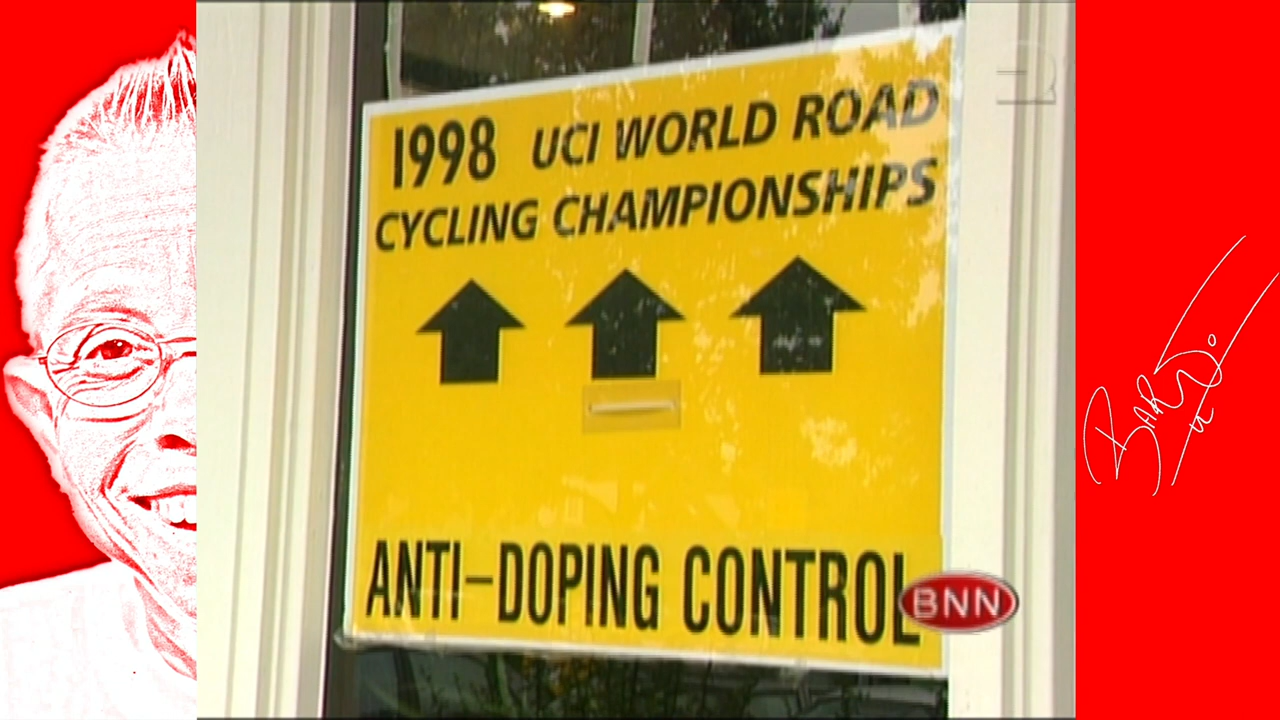 1998 UCI WORLD ROAD
CYCLING CHAMPIONSHIPS
ANTI-DOPING CONTROL
BNN